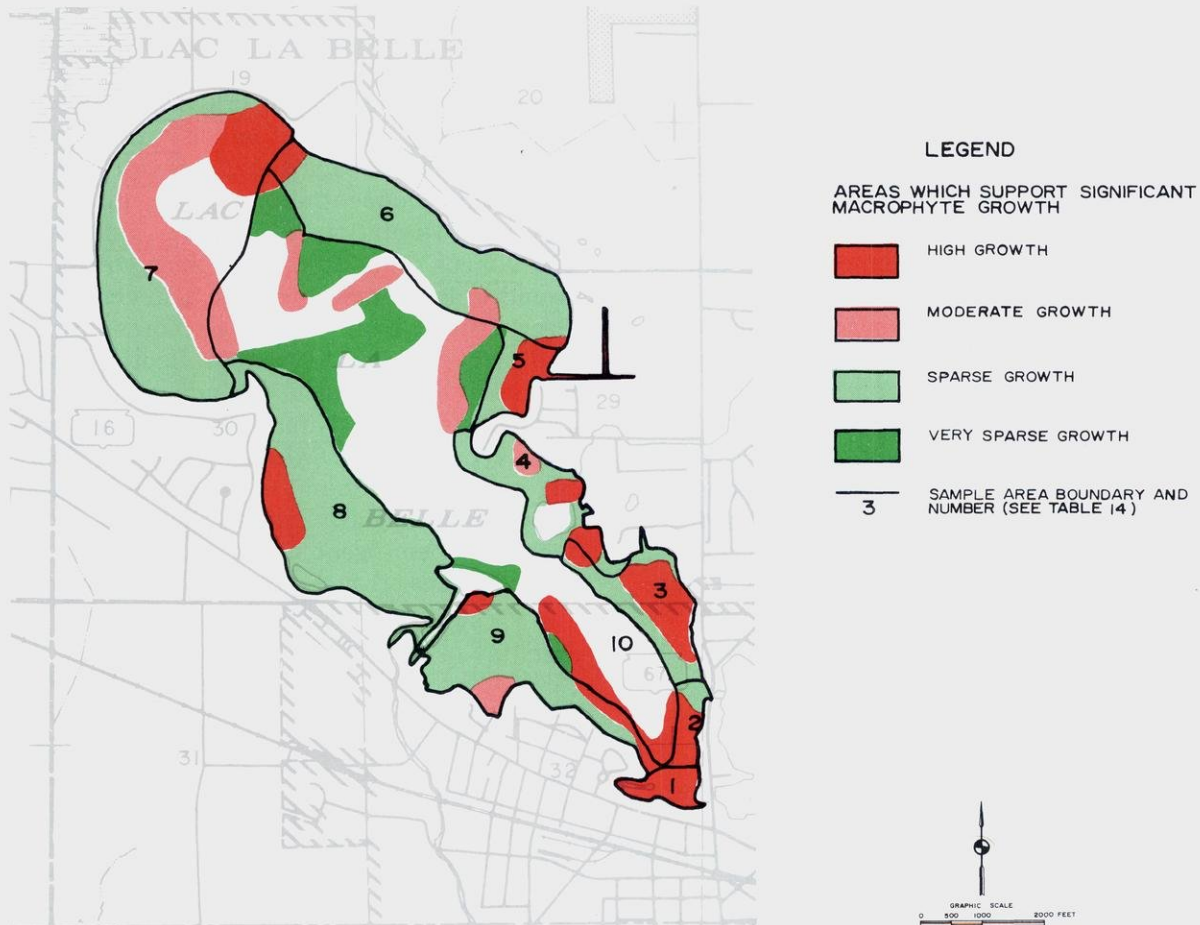 LAC LA BELLE
19
20
LEGEND
AREAS WHICH SUPPORT SIGNIFICANT
MACROPHYTE GROWTH
6
LAC
HIGH GROWTH
7
MODERATE GROWTH
LA
5
SPARSE GROWTH
29
16
30
VERY SPARSE GROWTH
4
SAMPLE AREA BOUNDARY AND
3
NUMBER (SEE TABLE 14)
8
BELLE
3
9
10
67
2
31
32
1
GRAPHIC SCALE
0 500 1000 2000 FEET